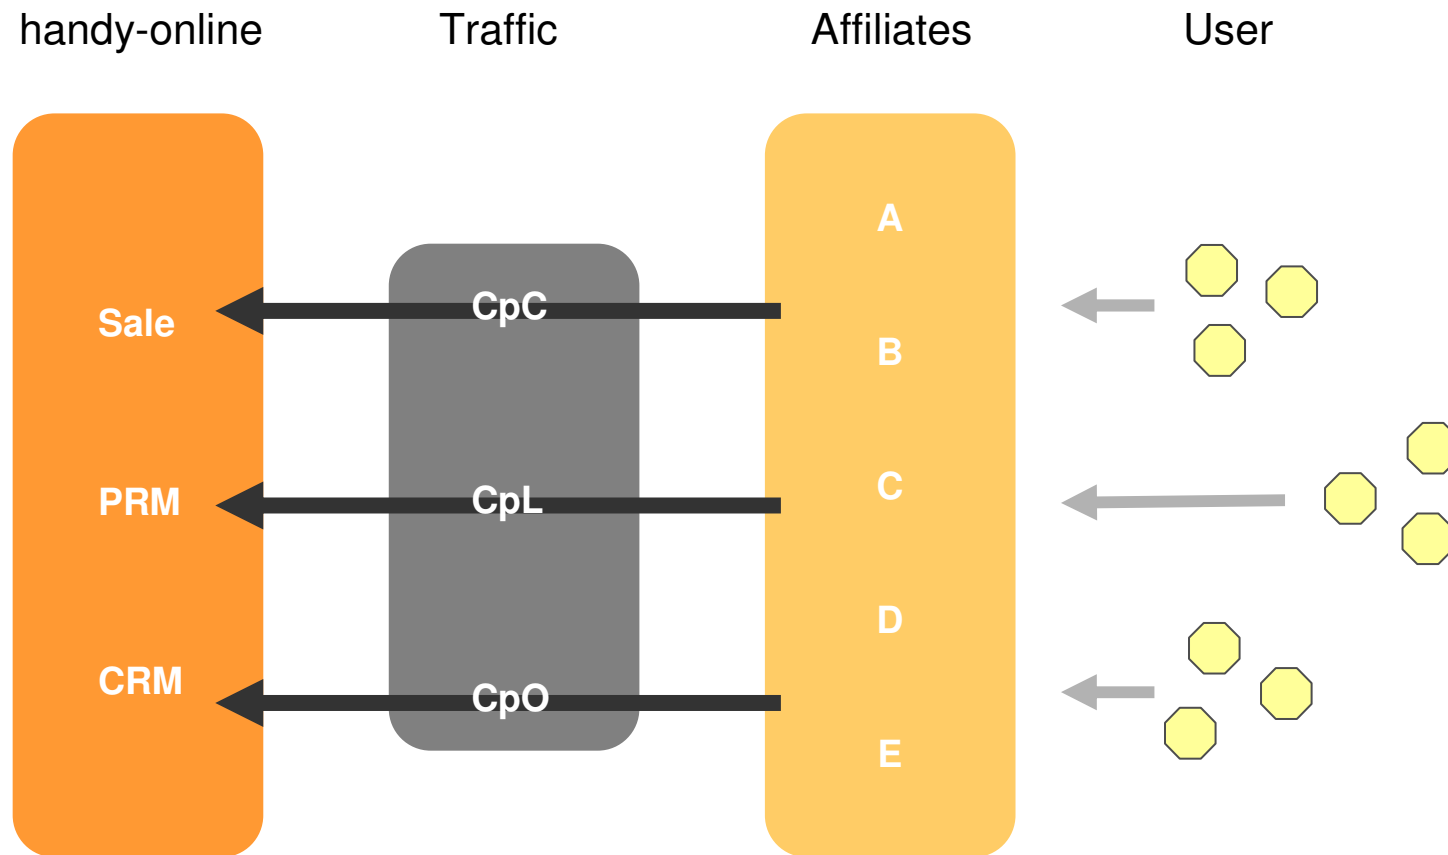 handy-online
Traffic
Affiliates
User
Sale
PRM
CRM
CpC
CpL
CpO
A
B
C
D
E